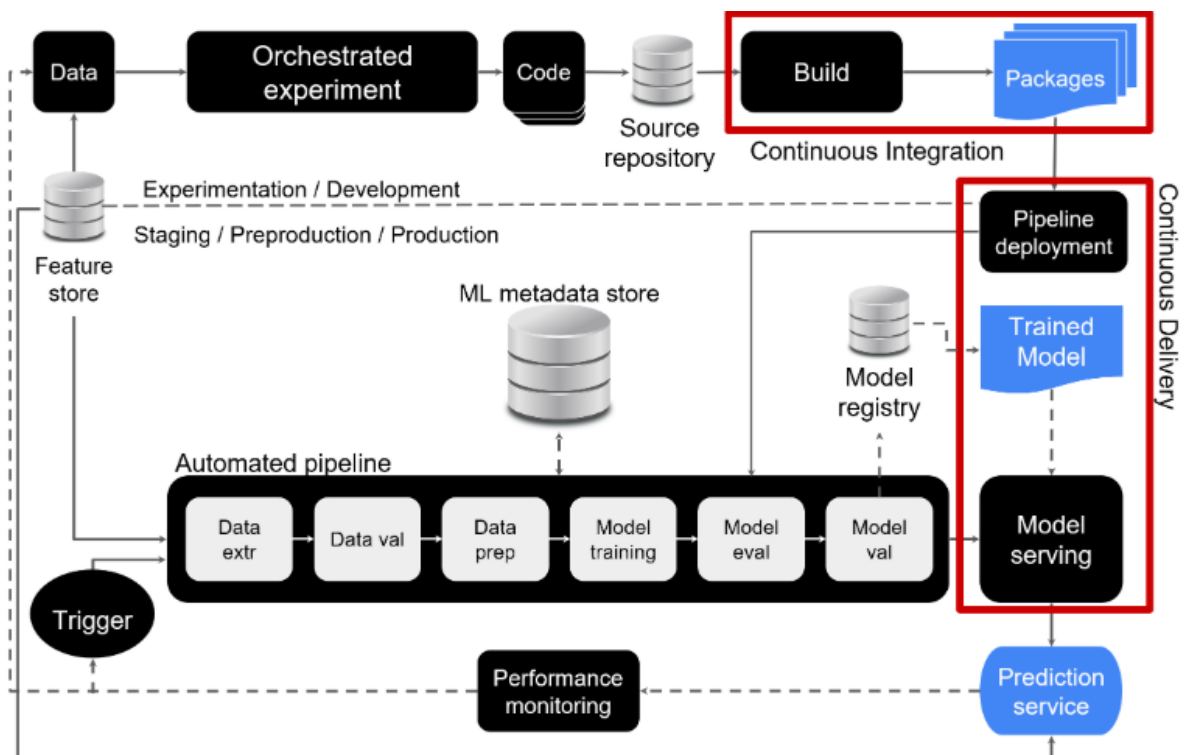 Data
Orchestrated
experiment
Code
Source
repository
Build
Packages
Continuous Integration
Experimentation / Development
Staging / Preproduction / Production
Feature
store
Pipeline
deployment
Continuous Delivery
ML metadata store
Trained
Model
Model
registry
Automated pipeline
Data
extr
Data val
Data
prep
Model
training
Model
eval
Model
val
Model
serving
Trigger
Performance
monitoring
Prediction
service